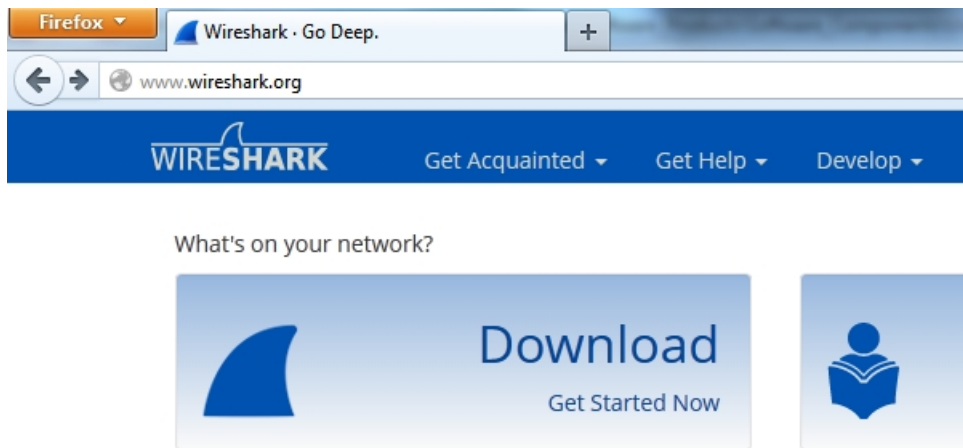 Firefox
Wireshark · Go Deep.
www.wireshark.org
WIRESHARK
Get Acquainted
Get Help
Develop
What's on your network?
Download
Get Started Now